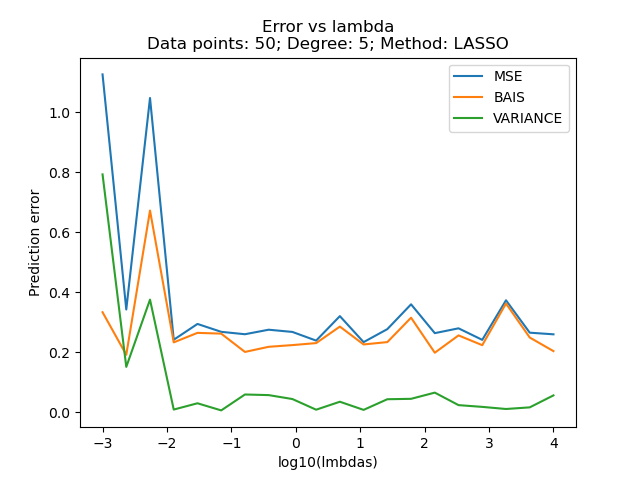 Error vs lambda
Data points: 50; Degree: 5; Method: LASSO
MSE
BAIS
VARIANCE
Prediction error
1.0
0.8
0.6
0.4
0.2
0.0
−3 −2 −1 0 1 2 3 4
log10(lmbdas)